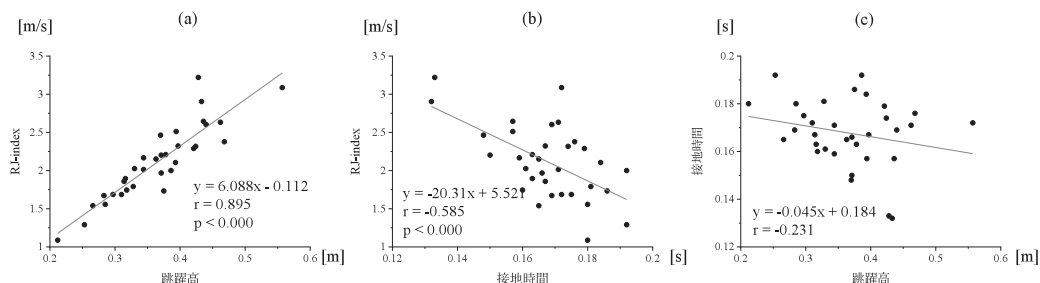 (a)
[m/s]
RJ-index
3.5
3
2.5
2
1.5
1
y = 6.088x - 0.112
r = 0.895
p < 0.000
0.2
0.3
0.4
0.5
0.6
[m]
跳躍高
(b)
[m/s]
RJ-index
3.5
3
2.5
2
1.5
1
y = -20.31x + 5.521
r = -0.585
p < 0.000
0.12
0.14
0.16
0.18
0.2
[s]
接地時間
(c)
[s]
接地時間
0.2
0.18
0.16
0.14
0.12
y = -0.045x + 0.184
r = -0.231
0.2
0.3
0.4
0.5
0.6
[m]
跳躍高